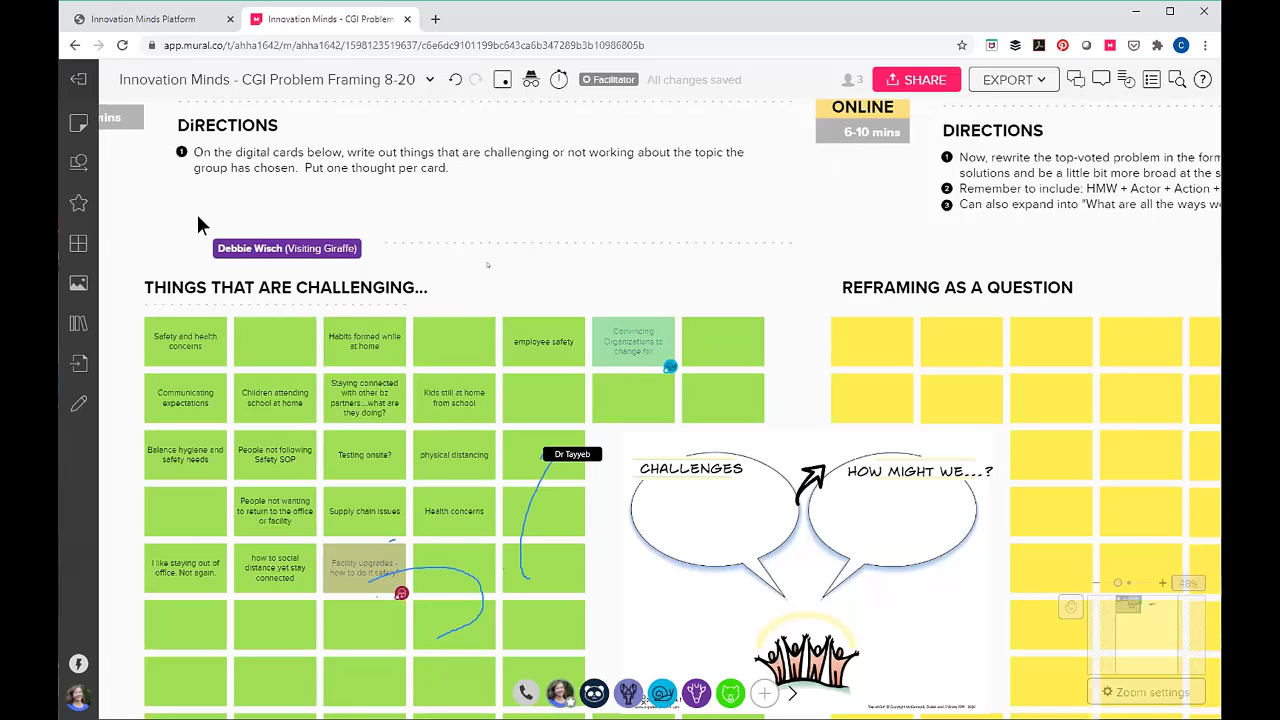 Innovation Minds Platform
Innovation Minds - CGI Problem
app.mural.co/t/ahha1642/m/ahha1642/1598123519637/c6e6dc9101f19bc643ca6b347289b3b10986805b
C
Innovation Minds - CGI Problem Framing 8-20
Facilitator
All changes saved
3
SHARE
EXPORT
mins
DiRECTIONS
1 On the digital cards below, write out things that are challenging or not working about the topic the
group has chosen. Put one thought per card.
ONLINE
6-10 mins
DIRECTIONS
1 Now, rewrite the top-voted problem in the form
solutions and be a little bit more broad at the s
2 Remember to include: HMW + Actor + Action +
3 Can also expand into "What are all the ways we
Debbie Wisch (Visiting Giraffe)
THINGS THAT ARE CHALLENGING...
REFRAMING AS A QUESTION
Safety and health
concerns
Habits formed while
at home
employee safety
Convincing
Organizations to
change for
Communicating
expectations
Children attending
school at home
Staying connected
with other bz
partners....what are
they doing?
Kids still at home
from school
Balance hygiene and
safety needs
People not following
Safety SOP
Testing onsite?
physical distancing
Dr Tayyeb
People not wanting
to return to the office
or facility
Supply chain issues
Health concerns
I like staying out of
office. Not again.
how to social
distance yet stay
connected
Facility upgrades -
how to do it safely?
CHALLENGES
HOW MIGHT WE...?
48%
Zoom settings